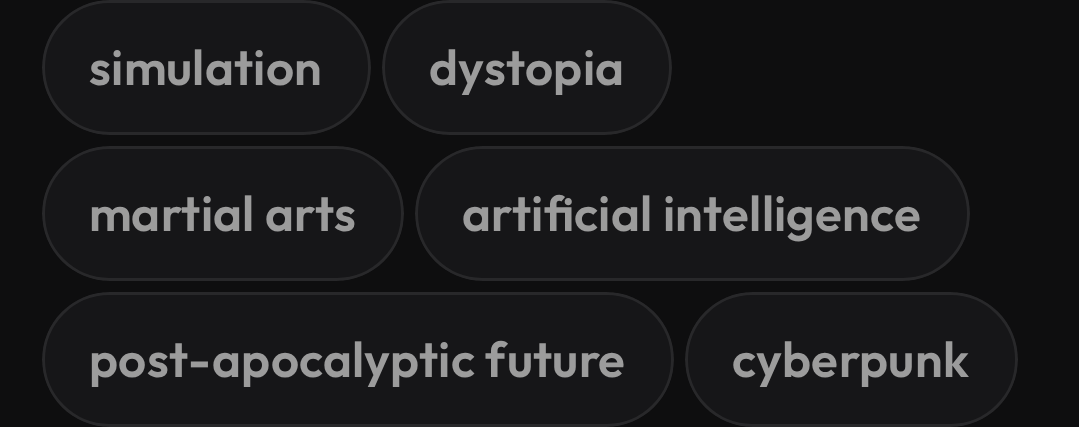 simulation dystopia
martial arts artificial intelligence
post-apocalyptic future cyberpunk